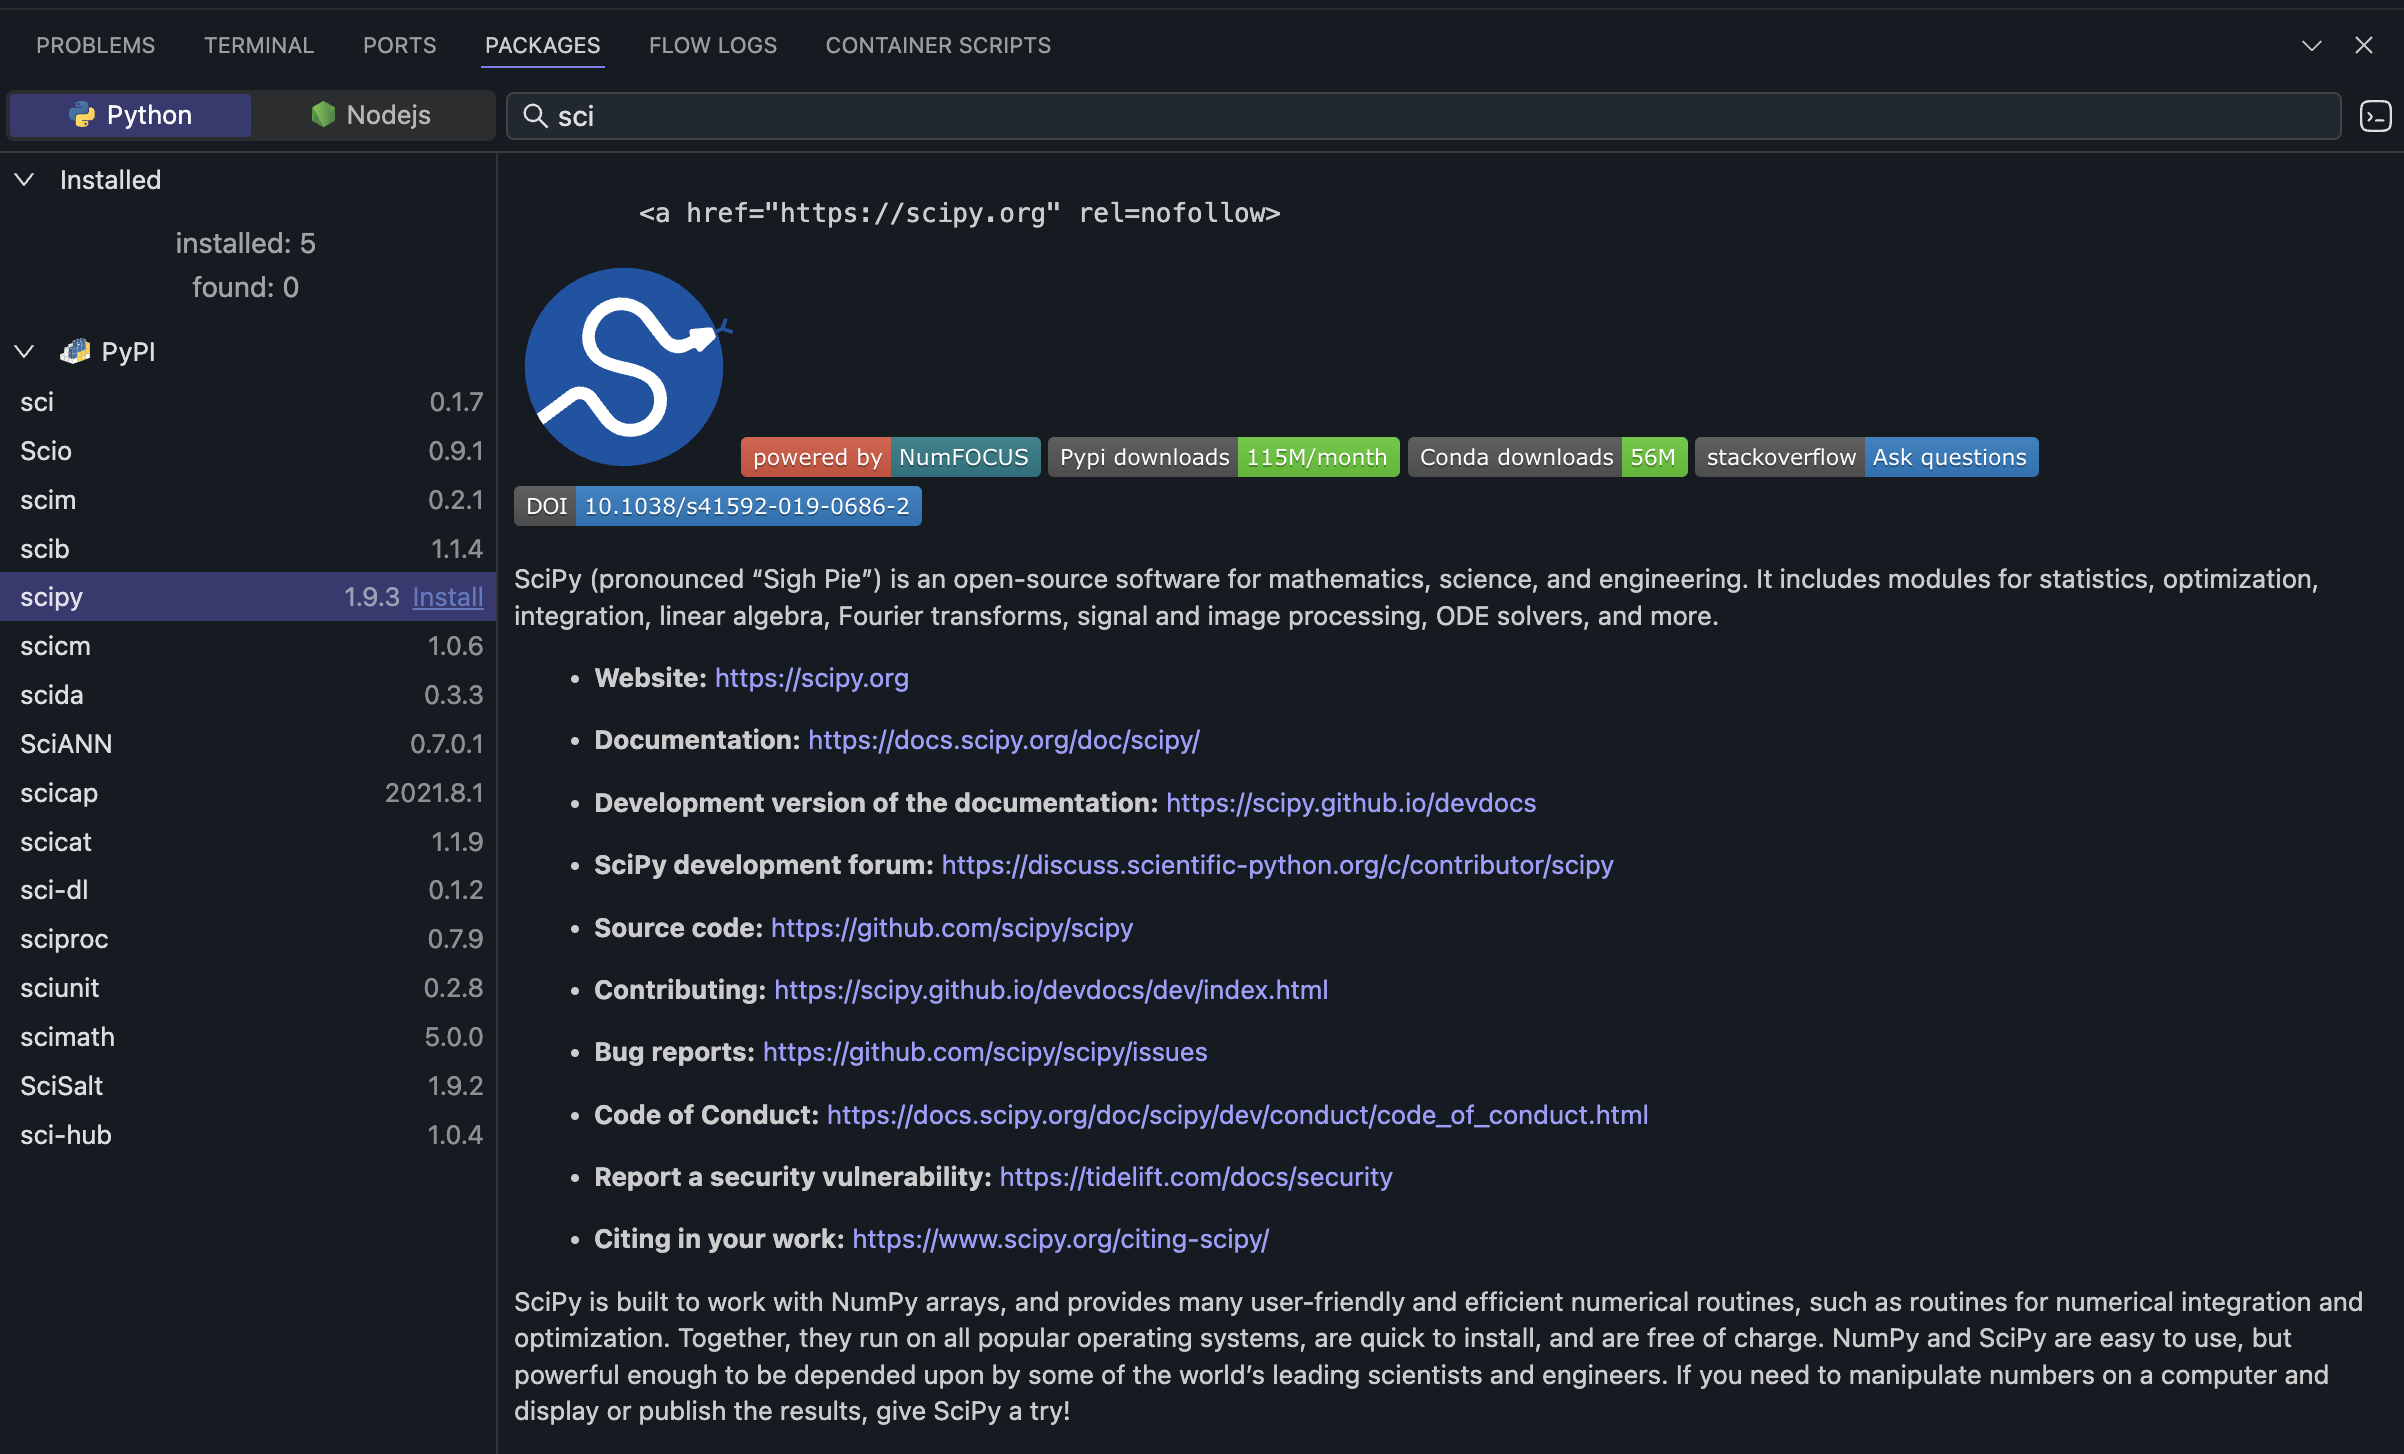 PROBLEMS TERMINAL PORTS PACKAGES FLOW LOGS CONTAINER SCRIPTS
Python Nodejs sci
Installed
installed: 5
found: 0
PyPI
sci 0.1.7
Scio 0.9.1
scim 0.2.1
scib 1.1.4
scipy 1.9.3 Install
scicm 1.0.6
scida 0.3.3
SciANN 0.7.0.1
scicap 2021.8.1
scicat 1.1.9
sci-dl 0.1.2
sciproc 0.7.9
sciunit 0.2.8
scimath 5.0.0
SciSalt 1.9.2
sci-hub 1.0.4
<a href="https://scipy.org" rel=nofollow>
powered by NumFOCUS Pypi downloads 115M/month Conda downloads 56M stackoverflow Ask questions
DOI 10.1038/s41592-019-0686-2
SciPy (pronounced “Sigh Pie”) is an open-source software for mathematics, science, and engineering. It includes modules for statistics, optimization,
integration, linear algebra, Fourier transforms, signal and image processing, ODE solvers, and more.
• Website: https://scipy.org
• Documentation: https://docs.scipy.org/doc/scipy/
• Development version of the documentation: https://scipy.github.io/devdocs
• SciPy development forum: https://discuss.scientific-python.org/c/contributor/scipy
• Source code: https://github.com/scipy/scipy
• Contributing: https://scipy.github.io/devdocs/dev/index.html
• Bug reports: https://github.com/scipy/scipy/issues
• Code of Conduct: https://docs.scipy.org/doc/scipy/dev/conduct/code_of_conduct.html
• Report a security vulnerability: https://tidelift.com/docs/security
• Citing in your work: https://www.scipy.org/citing-scipy/
SciPy is built to work with NumPy arrays, and provides many user-friendly and efficient numerical routines, such as routines for numerical integration and
optimization. Together, they run on all popular operating systems, are quick to install, and are free of charge. NumPy and SciPy are easy to use, but
powerful enough to be depended upon by some of the world’s leading scientists and engineers. If you need to manipulate numbers on a computer and
display or publish the results, give SciPy a try!